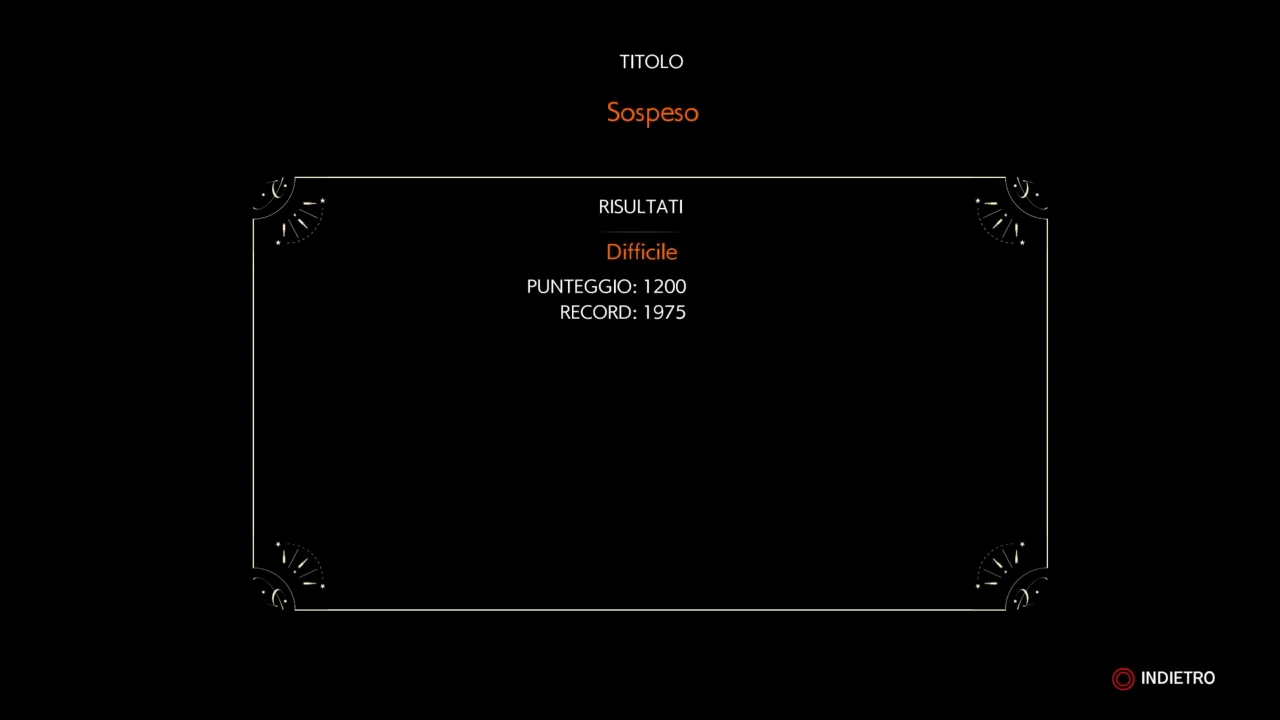 TITOLO
Sospeso
RISULTATI
Difficile
PUNTEGGIO: 1200
RECORD: 1975
INDIETRO